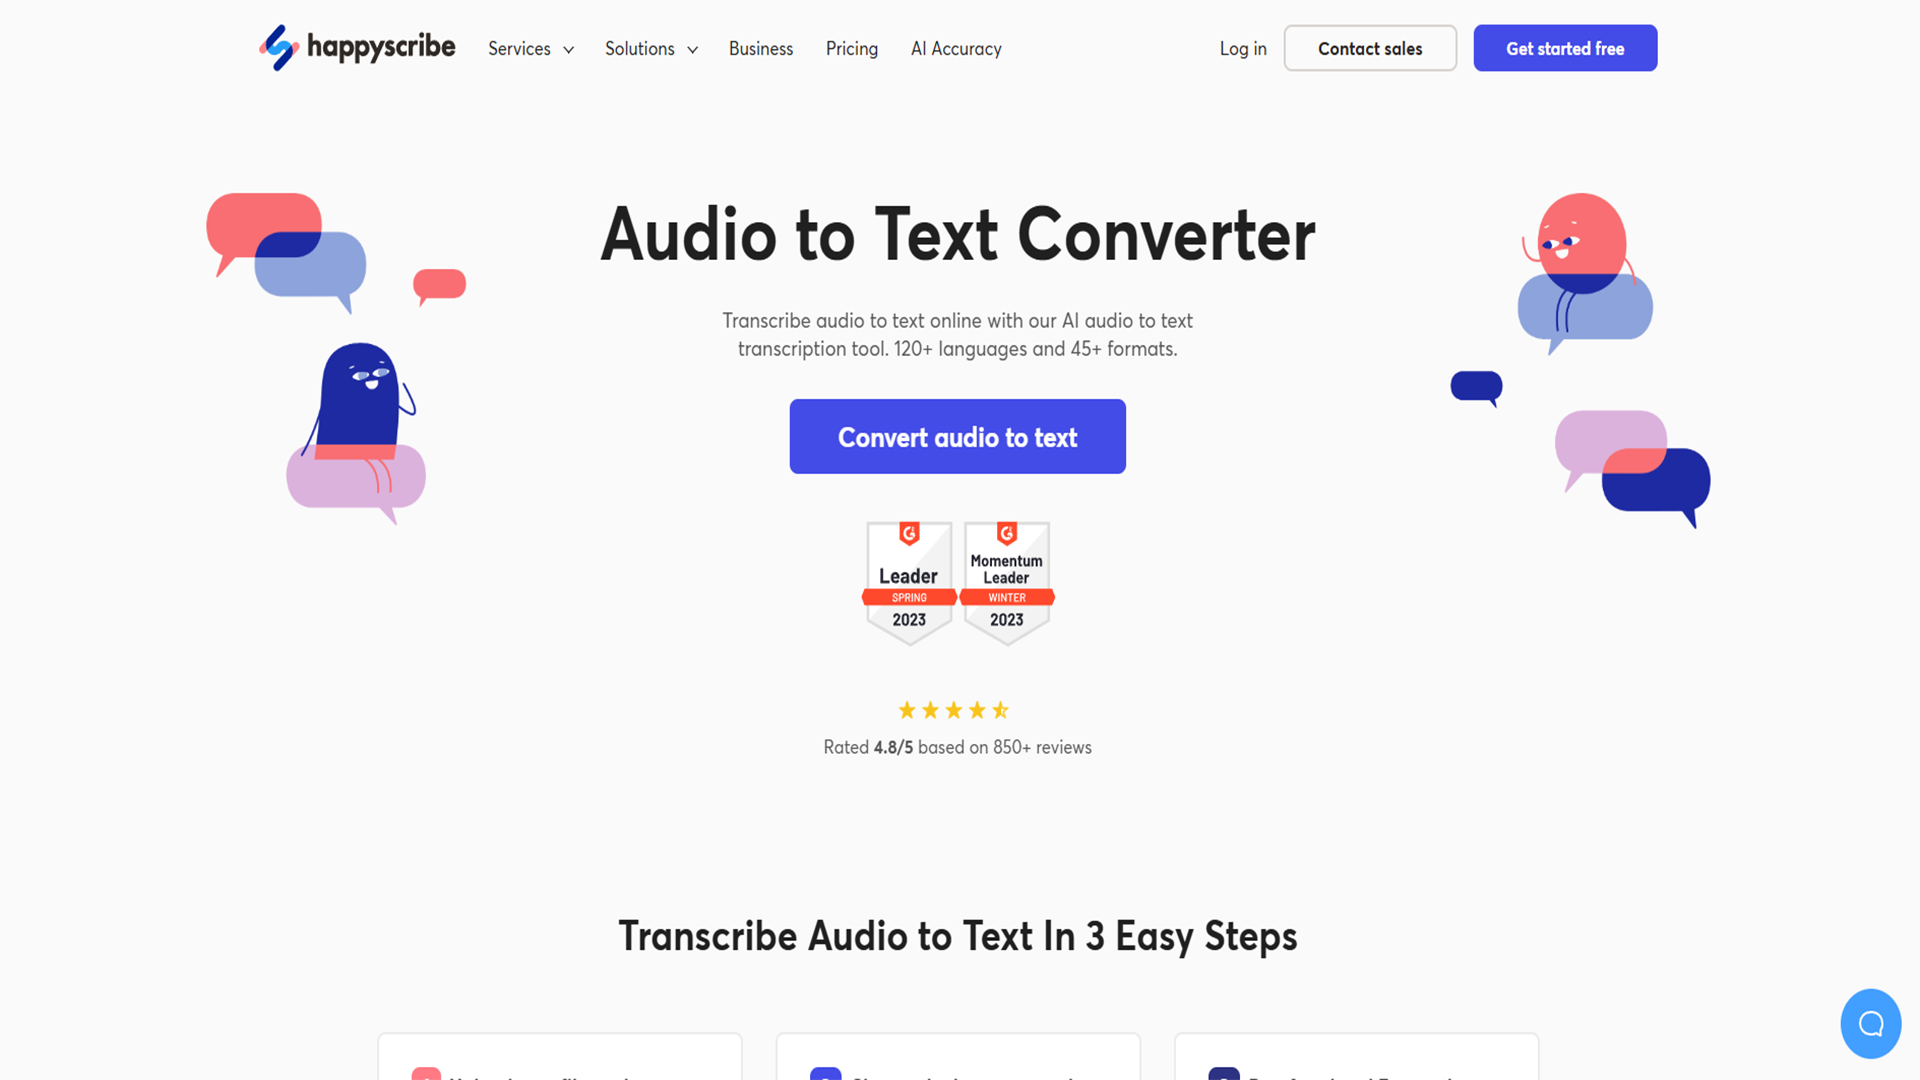 happyscribe
Services
Solutions
Business
Pricing
AI Accuracy
Log in
Contact sales
Get started free
Audio to Text Converter
Transcribe audio to text online with our AI audio to text
transcription tool. 120+ languages and 45+ formats.
Convert audio to text
Leader
SPRING
2023
Momentum
Leader
WINTER
2023
Rated 4.8/5 based on 850+ reviews
Transcribe Audio to Text In 3 Easy Steps